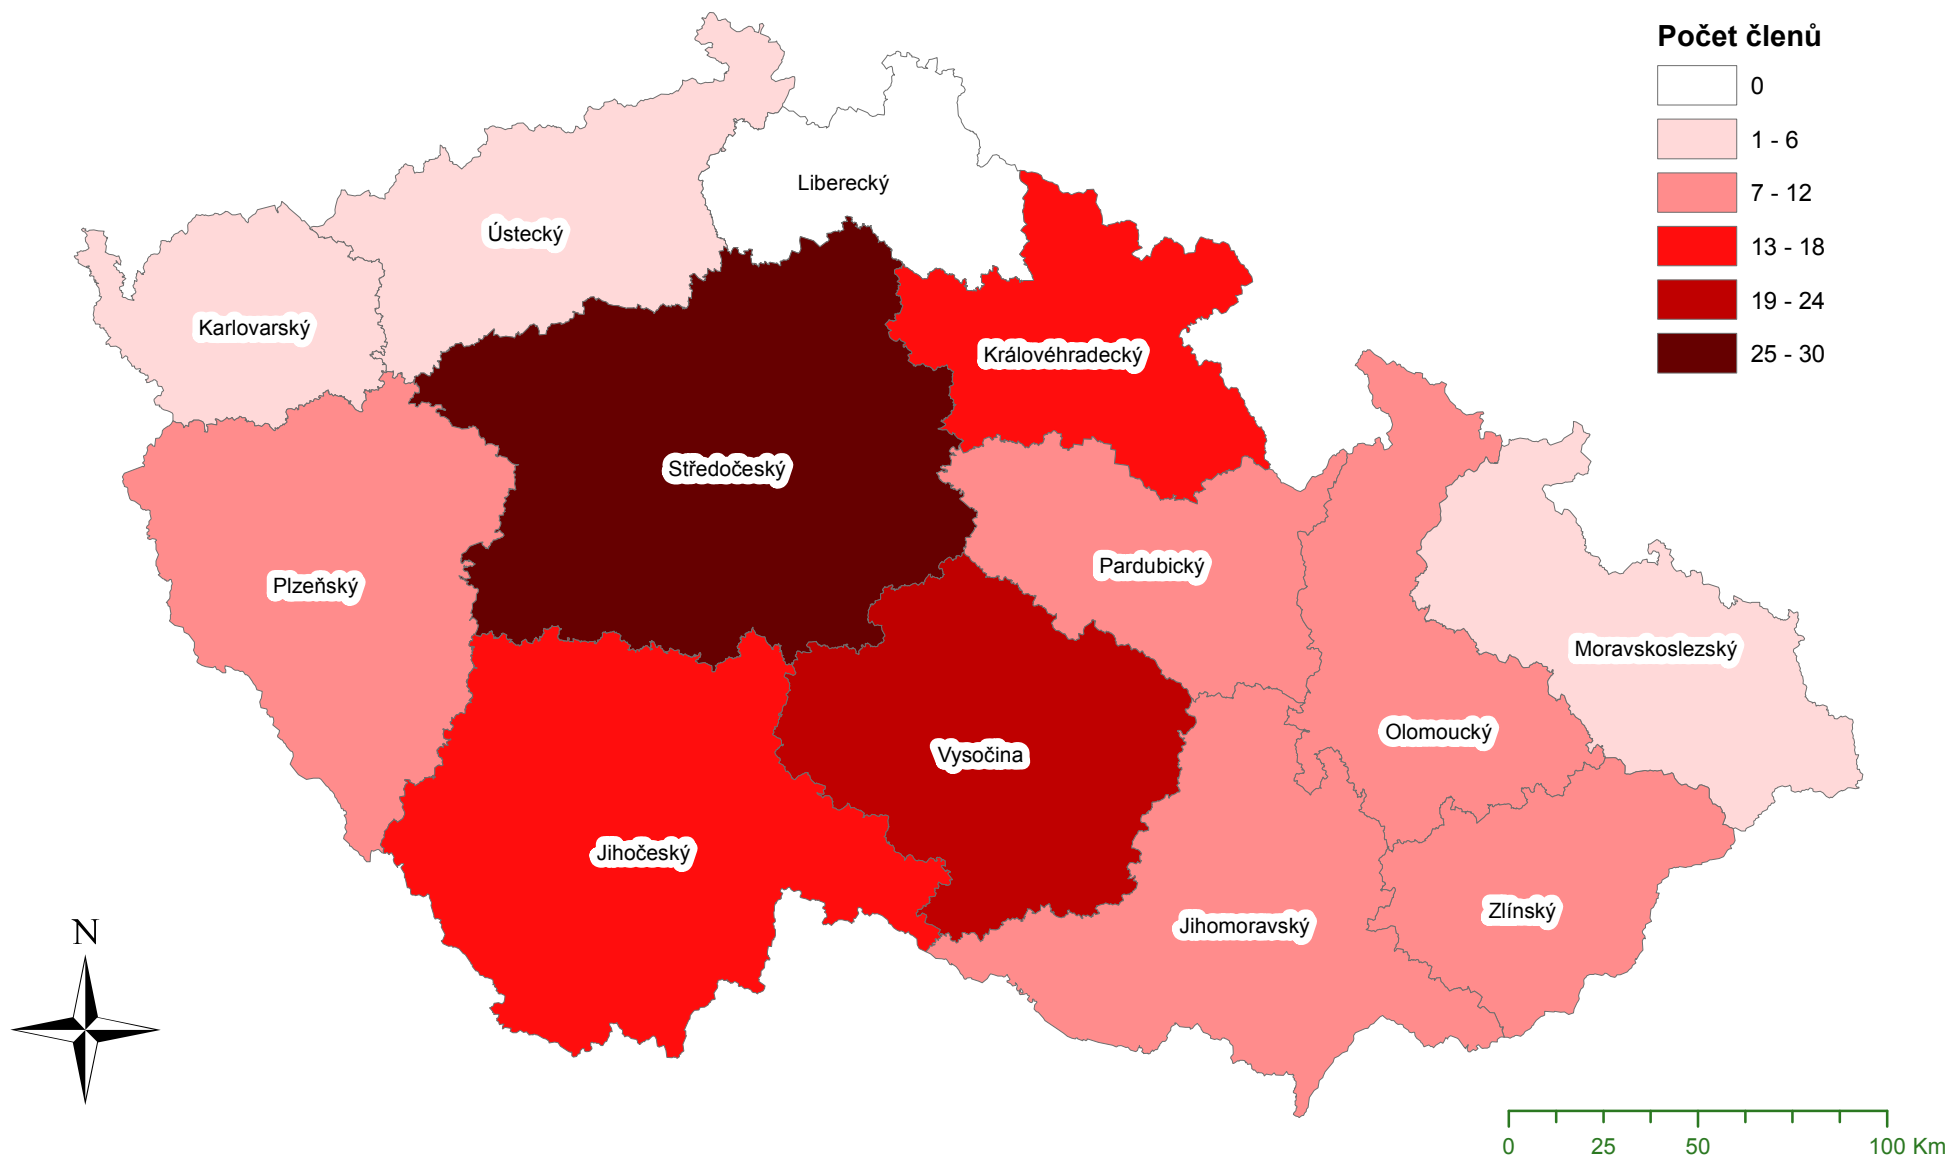 Počet členů
0
1 - 6
7 - 12
13 - 18
19 - 24
25 - 30
Liberecký
Ústecký
Karlovarský
Královéhradecký
Středočeský
Pardubický
Plzeňský
Moravskoslezský
Olomoucký
Vysočina
Jihočeský
Zlínský
Jihomoravský
N
0 25 50 100 Km